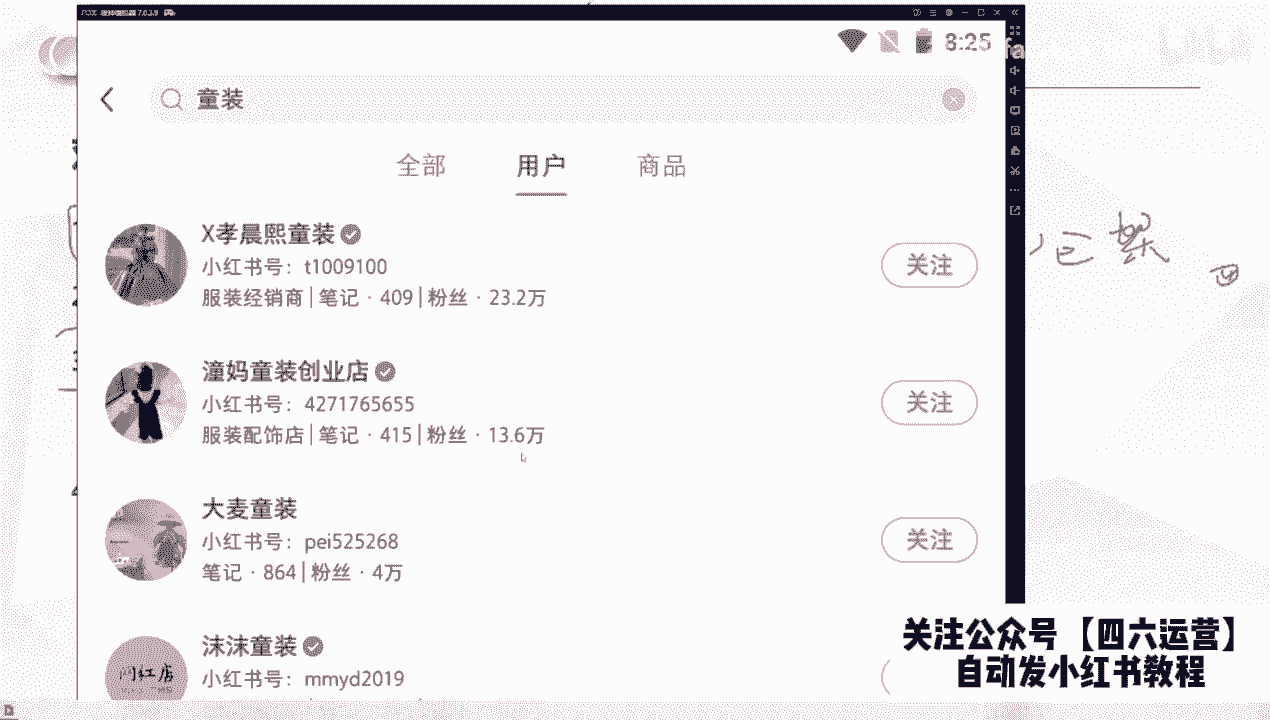 8:25
童装
全部 用户 商品
X孝晨熙童装
小红书号：t1009100
服装经销商 | 笔记 · 409 | 粉丝 · 23.2万
关注
潼妈童装创业店
小红书号：4271765655
服装配饰店 | 笔记 · 415 | 粉丝 · 13.6万
关注
大麦童装
小红书号：pei525268
笔记 · 864 | 粉丝 · 4万
关注
沫沫童装
小红书号：mmyd2019
关注公众号【四六运营】
自动发小红书教程